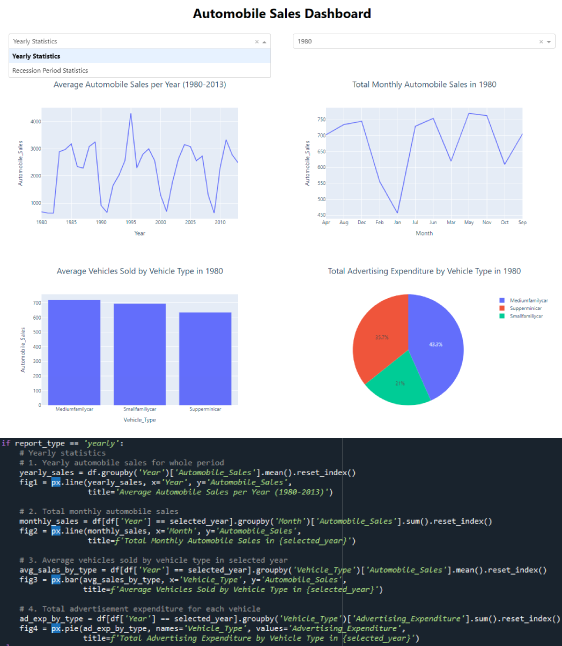 Automobile Sales Dashboard
Yearly Statistics
1980
Yearly Statistics
Recession Period Statistics
Average Automobile Sales per Year (1980-2013)
Total Monthly Automobile Sales in 1980
4000
3000
2000
1000
Automobile_Sales
1980 1985 1990 1995 2000 2005 2010
Year
750
700
650
600
550
500
450
Automobile_Sales
Apr Aug Dec Feb Jan Jul Jun Mar May Nov Oct Sep
Month
Average Vehicles Sold by Vehicle Type in 1980
Total Advertising Expenditure by Vehicle Type in 1980
700
600
500
400
300
200
100
0
Automobile_Sales
Mediumfamilycar Smallfamiliycar Supperminicar
Vehicle_Type
Mediumfamilycar
Supperminicar
Smallfamiliycar
if report_type == 'yearly':
# Yearly statistics
# 1. Yearly automobile sales for whole period
yearly_sales = df.groupby('Year')['Automobile_Sales'].mean().reset_index()
fig1 = px.line(yearly_sales, x='Year', y='Automobile_Sales',
title='Average Automobile Sales per Year (1980-2013)')
# 2. Total monthly automobile sales
monthly_sales = df[df['Year'] == selected_year].groupby('Month')['Automobile_Sales'].sum().reset_index()
fig2 = px.line(monthly_sales, x='Month', y='Automobile_Sales',
title=f'Total Monthly Automobile Sales in {selected_year}')
# 3. Average vehicles sold by vehicle type in selected year
avg_sales_by_type = df[df['Year'] == selected_year].groupby('Vehicle_Type')['Automobile_Sales'].mean().reset_index()
fig3 = px.bar(avg_sales_by_type, x='Vehicle_Type', y='Automobile_Sales',
title=f'Average Vehicles Sold by Vehicle Type in {selected_year}')
# 4. Total advertisement expenditure for each vehicle
ad_exp_by_type = df[df['Year'] == selected_year].groupby('Vehicle_Type')['Advertising_Expenditure'].sum().reset_index()
fig4 = px.pie(ad_exp_by_type, names='Vehicle_Type', values='Advertising_Expenditure',
title=f'Total Advertising Expenditure by Vehicle Type in {selected_year}')